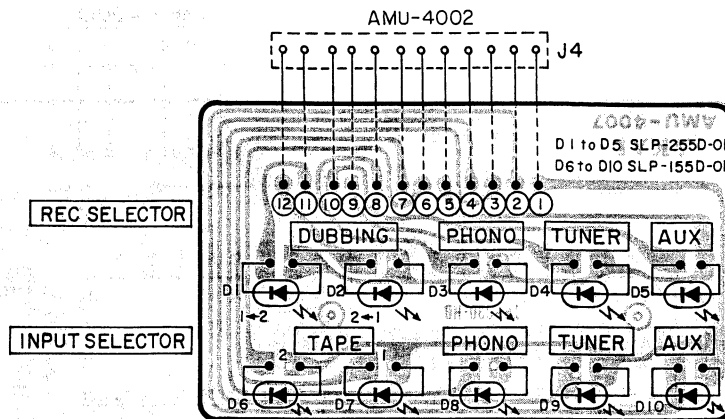 AMU-4002
J4
AMU-4007
D1 to D5 SLP-255D-
D6 to D10 SLP-155D-
12 11 10 9 8 7 6 5 4 3 2 1
REC SELECTOR
DUBBING PHONO TUNER AUX
D1 D2 D3 D4 D5
1←2 2←1
INPUT SELECTOR
TAPE PHONO TUNER AUX
2 1
D6 D7 D8 D9 D10